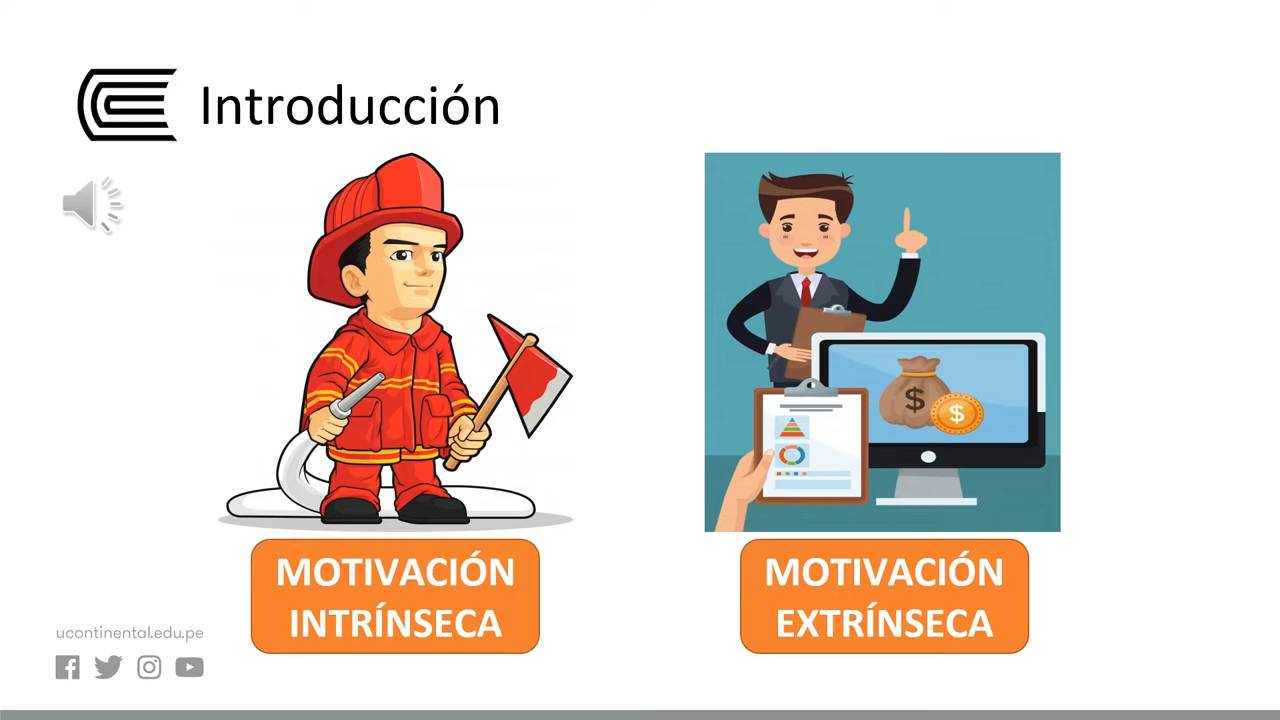 Introducción
$
$
MOTIVACIÓN
INTRÍNSECA
MOTIVACIÓN
EXTRÍNSECA
ucontinental.edu.pe